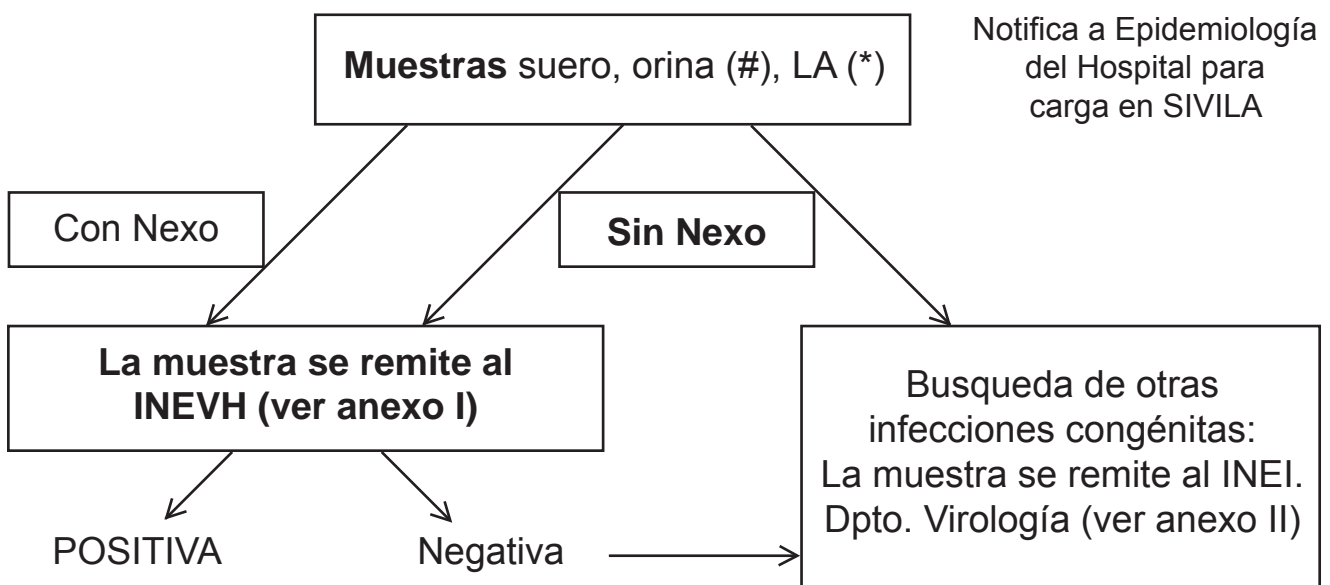 Muestras suero, orina (#), LA (*)
Notifica a Epidemiología
del Hospital para
carga en SIVILA
Con Nexo
Sin Nexo
La muestra se remite al
INEVH (ver anexo I)
Busqueda de otras
infecciones congénitas:
La muestra se remite al INEI.
Dpto. Virología (ver anexo II)
POSITIVA
Negativa